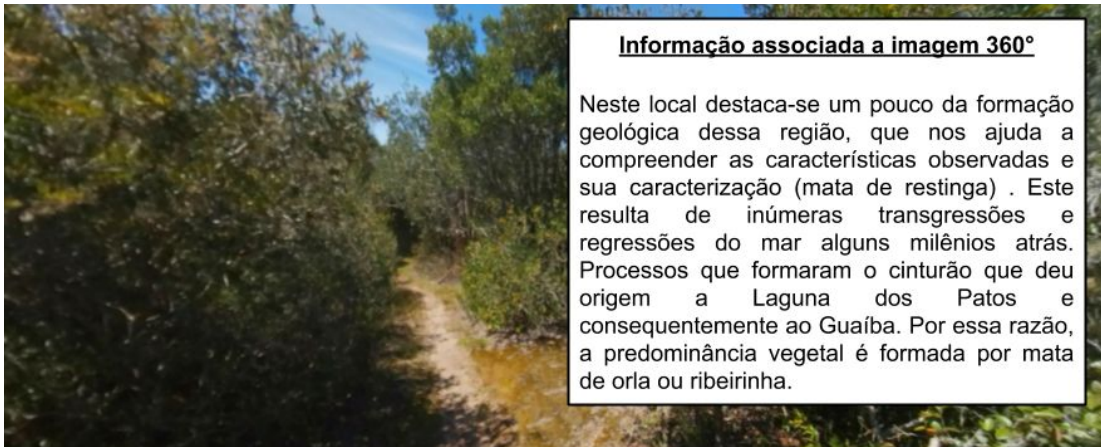 Informação associada a imagem 360°
Neste local destaca-se um pouco da formação
geológica dessa região, que nos ajuda a
compreender as características observadas e
sua caracterização (mata de restinga) . Este
resulta de inúmeras transgressões e
regressões do mar alguns milênios atrás.
Processos que formaram o cinturão que deu
origem a Laguna dos Patos e
consequentemente ao Guaíba. Por essa razão,
a predominância vegetal é formada por mata
de orla ou ribeirinha.